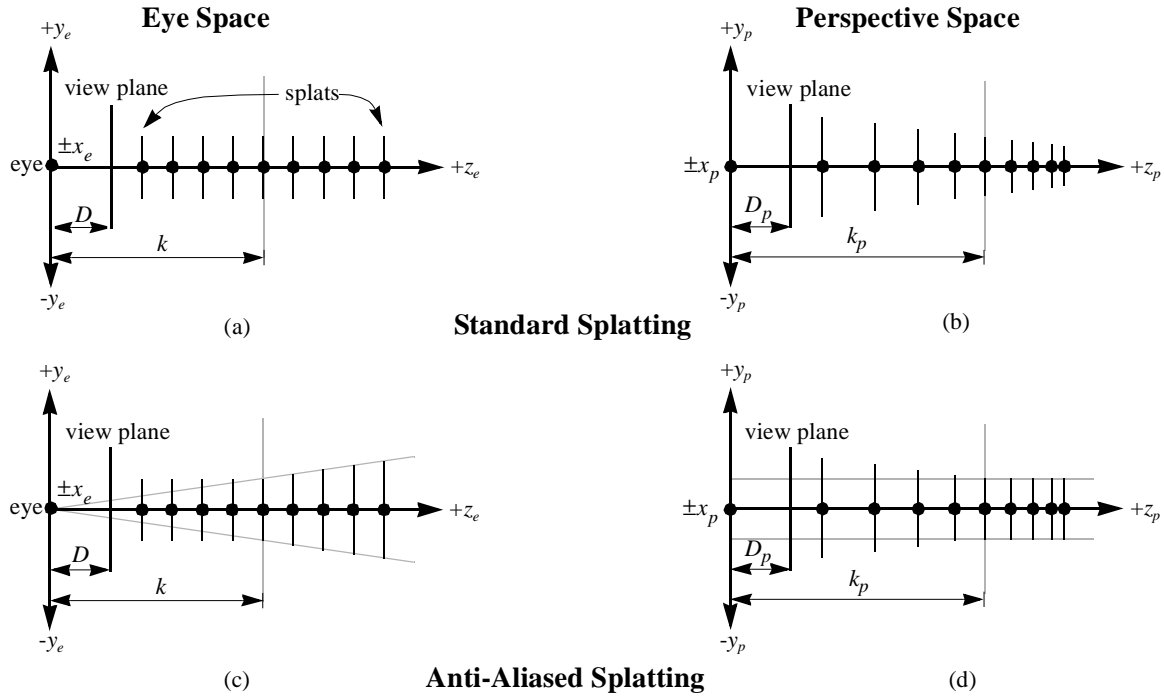 Eye Space
Perspective Space
+y_e
view plane
splats
±x_e
eye
+z_e
D
k
-y_e
(a)
+y_p
view plane
±x_p
+z_p
D_p
k_p
-y_p
(b)
Standard Splatting
+y_e
view plane
±x_e
eye
+z_e
D
k
-y_e
(c)
+y_p
view plane
±x_p
+z_p
D_p
k_p
-y_p
(d)
Anti-Aliased Splatting